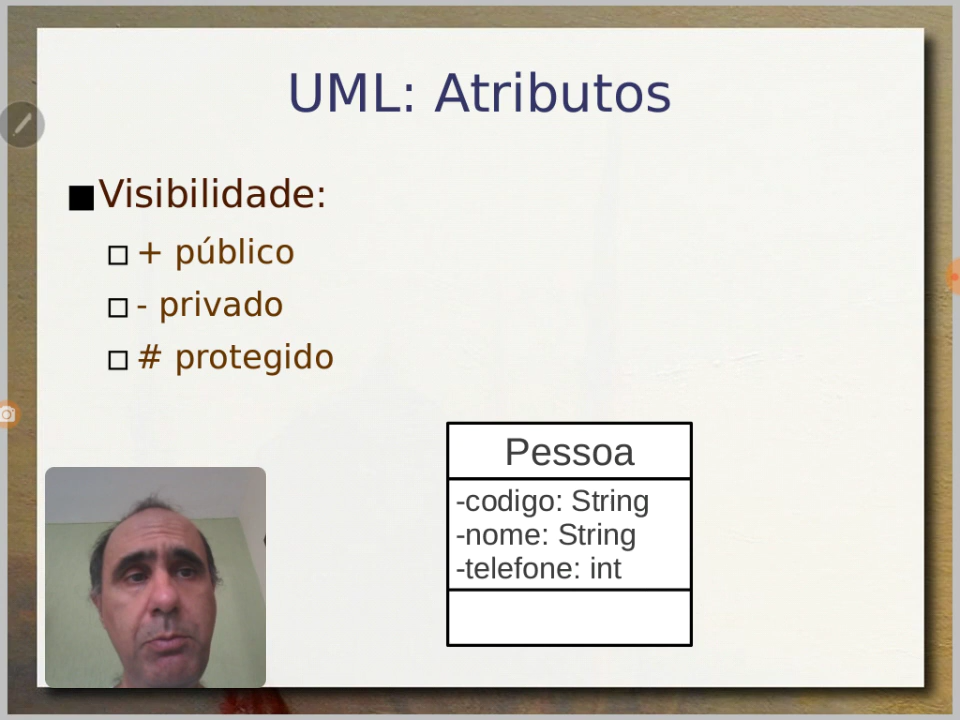 UML: Atributos
Visibilidade:
+ público
- privado
# protegido
Pessoa
-codigo: String
-nome: String
-telefone: int